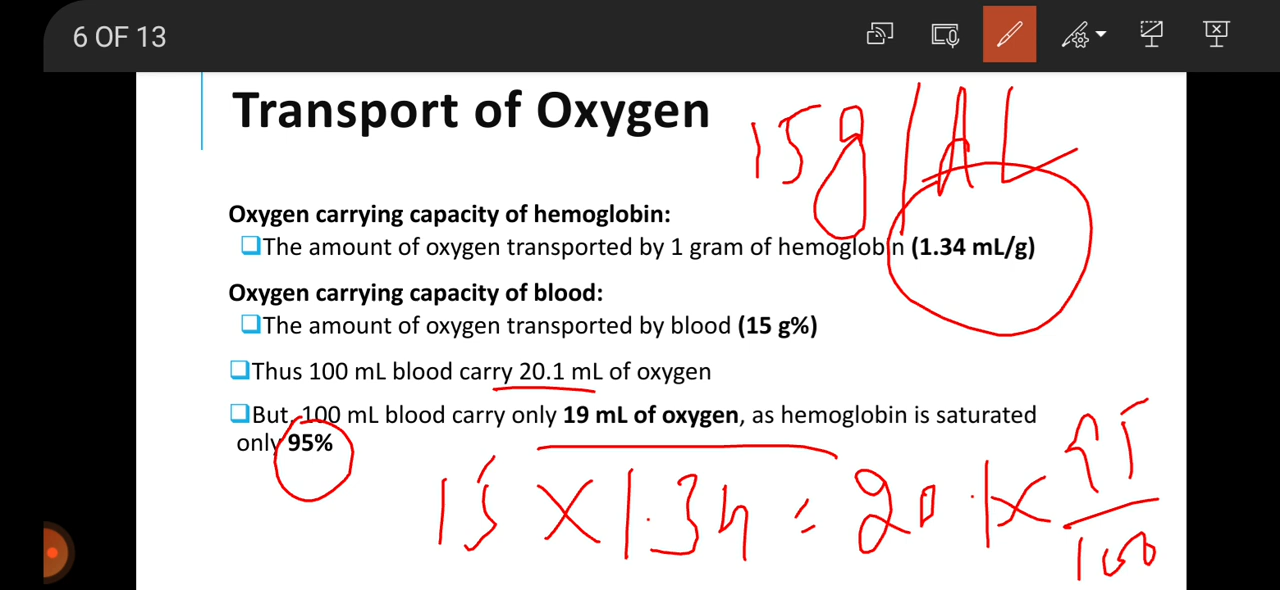 6 OF 13
Transport of Oxygen
15g/dL
Oxygen carrying capacity of hemoglobin:
The amount of oxygen transported by 1 gram of hemoglobin (1.34 mL/g)
Oxygen carrying capacity of blood:
The amount of oxygen transported by blood (15 g%)
Thus 100 mL blood carry 20.1 mL of oxygen
But, 100 mL blood carry only 19 mL of oxygen, as hemoglobin is saturated
only 95%
15 x 1.34 = 20.1 x 95
100